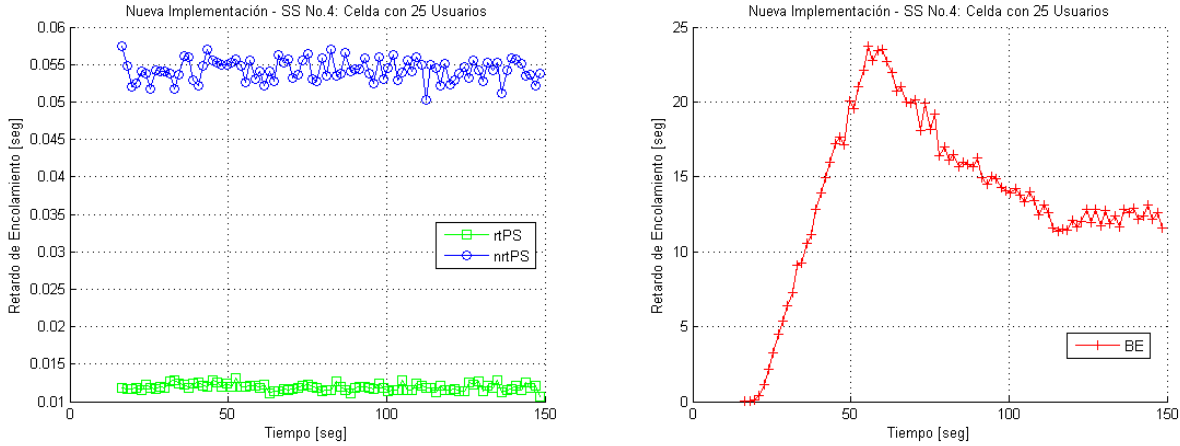 Nueva Implementación - SS No.4: Celda con 25 Usuarios
0.06
0.055
0.05
0.045
0.04
0.035
0.03
0.025
0.02
0.015
0.01
Retardo de Encolamiento [seg]
rtPS
nrtPS
0
50
100
150
Tiempo [seg]
Nueva Implementación - SS No.4: Celda con 25 Usuarios
25
20
15
10
5
0
Retardo de Encolamiento [seg]
BE
0
50
100
150
Tiempo [seg]